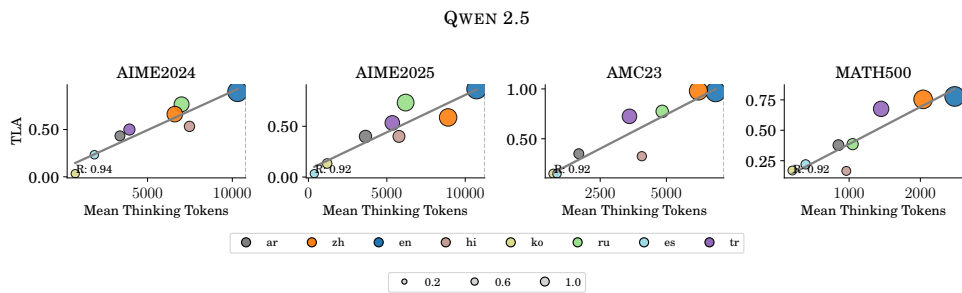 QWEN 2.5
AIME2024
AIME2025
AMC23
MATH500
TLA
0.50
0.00
R: 0.94
5000
10000
Mean Thinking Tokens
0.50
0.00
R: 0.92
0
5000
10000
Mean Thinking Tokens
1.00
0.50
R: 0.92
2500
5000
Mean Thinking Tokens
0.75
0.50
0.25
R: 0.92
1000
2000
Mean Thinking Tokens
ar zh en hi ko ru es tr
0.2 0.6 1.0